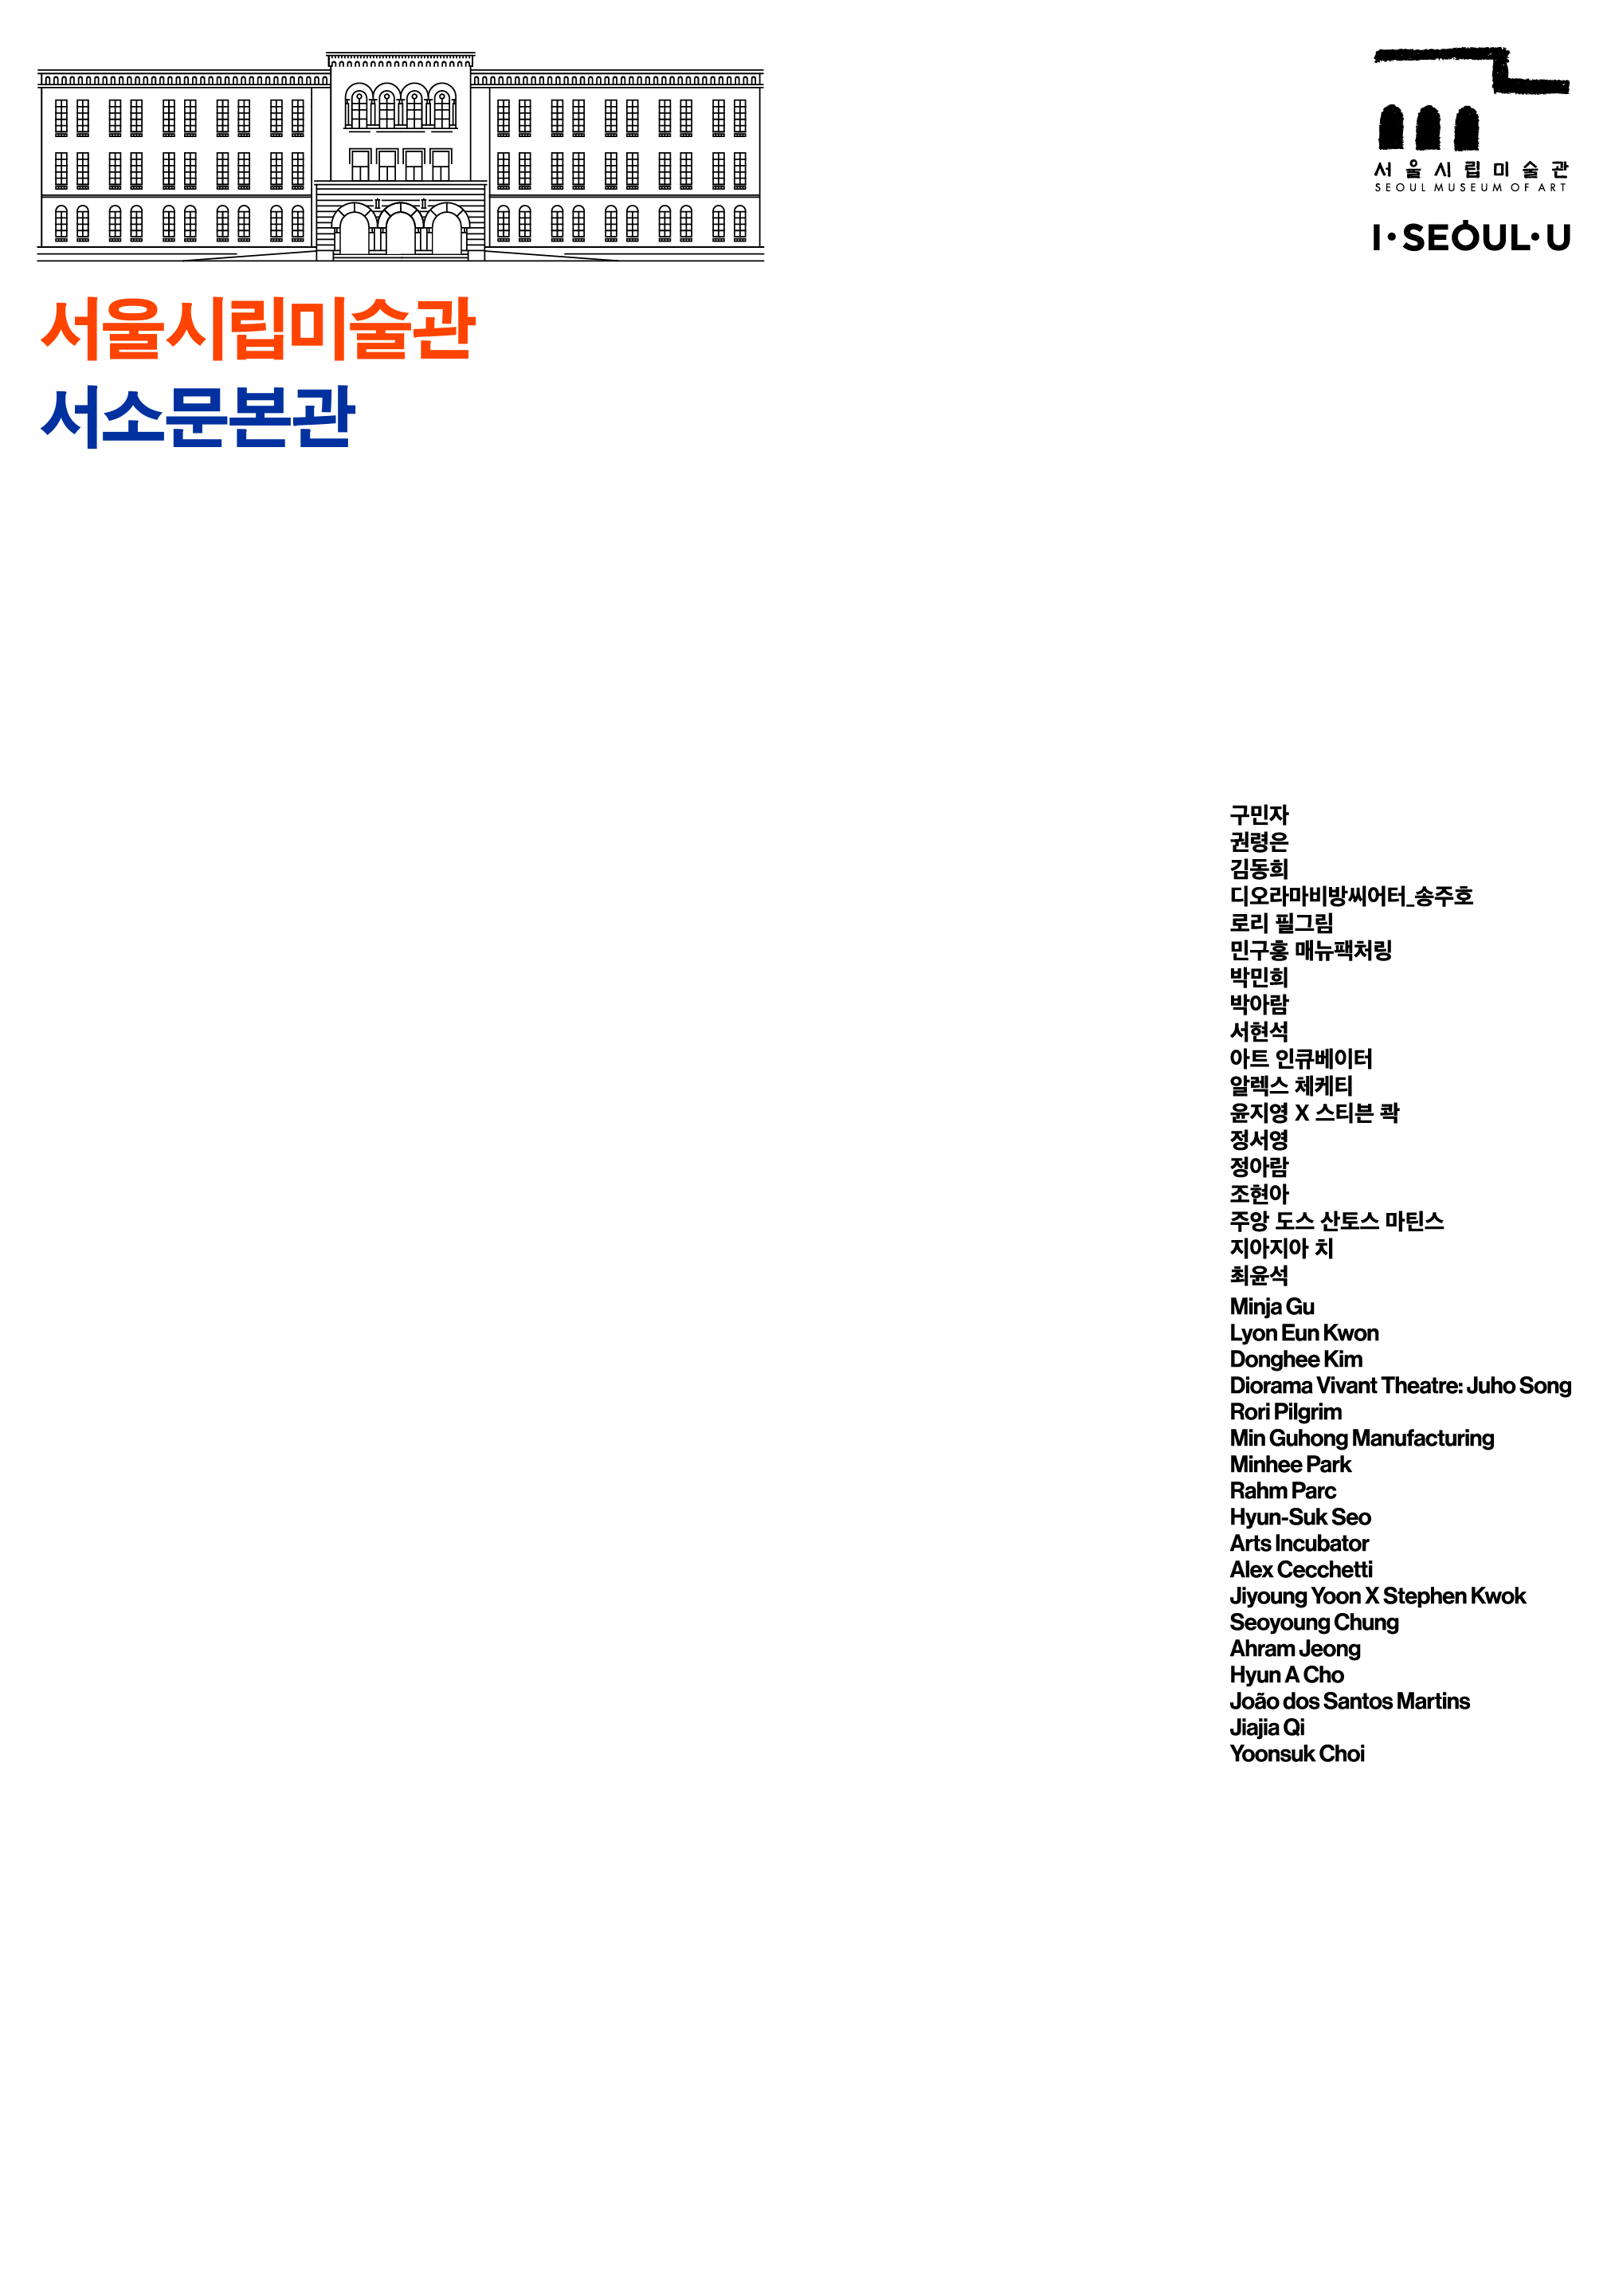 서울시립미술관
SEOUL MUSEUM OF ART
I·SEOUL·U
서울시립미술관
서소문본관
구민자
권령은
김동희
디오라마비방씨어터_송주호
로리 필그림
민구홍 매뉴팩처링
박민희
박아람
서현석
아트 인큐베이터
알렉스 체케티
윤지영 X 스티븐 콱
정서영
정아람
조현아
주앙 도스 산토스 마틴스
지아지아 치
최윤석
Minja Gu
Lyon Eun Kwon
Donghee Kim
Diorama Vivant Theatre: Juho Song
Rori Pilgrim
Min Guhong Manufacturing
Minhee Park
Rahm Parc
Hyun-Suk Seo
Arts Incubator
Alex Cecchetti
Jiyoung Yoon X Stephen Kwok
Seoyoung Chung
Ahram Jeong
Hyun A Cho
João dos Santos Martins
Jiajia Qi
Yoonsuk Choi